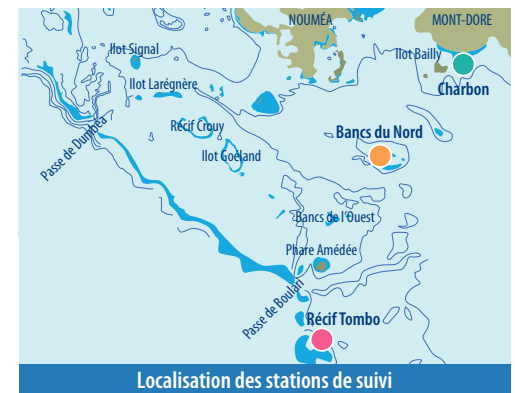 NOUMÉA
MONT-DORE
Ilot Signal
Ilot Bailly
Ilot Larégnère
Charbon
Récif Crouy
Bancs du Nord
Passe de Dumbéa
Ilot Goéland
Bancs de l'Ouest
Phare Amédée
Passe de Boulari
Récif Tombo
Localisation des stations de suivi